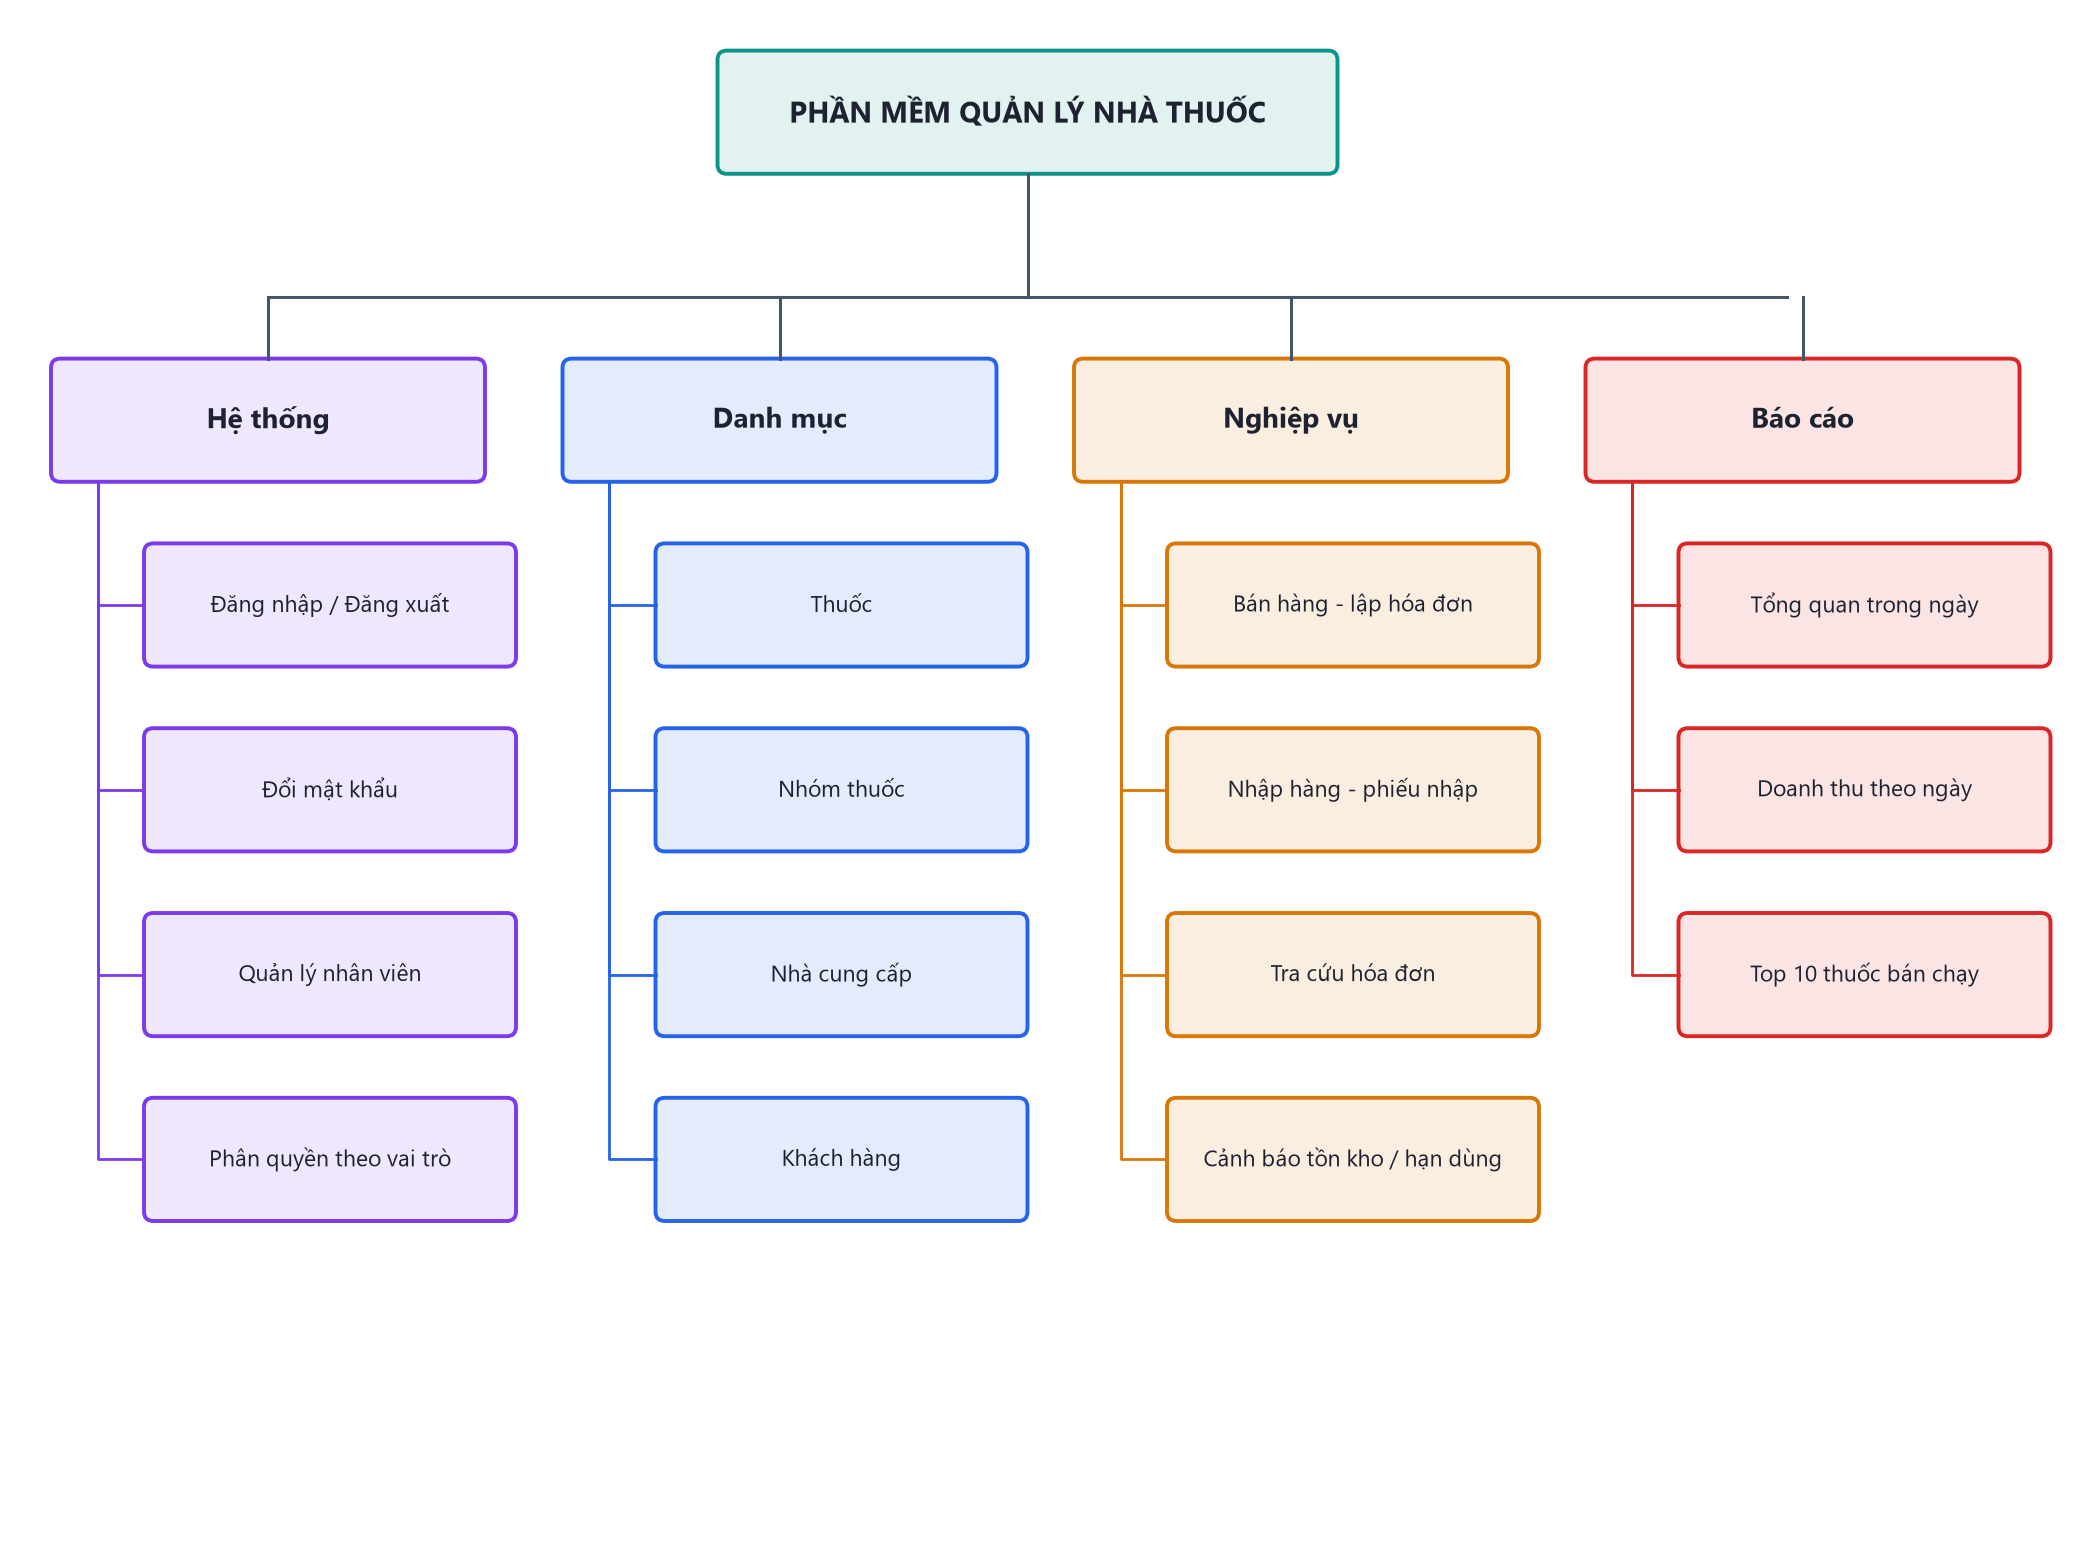 PHẦN MỀM QUẢN LÝ NHÀ THUỐC
Hệ thống
Đăng nhập / Đăng xuất
Đổi mật khẩu
Quản lý nhân viên
Phân quyền theo vai trò
Danh mục
Thuốc
Nhóm thuốc
Nhà cung cấp
Khách hàng
Nghiệp vụ
Bán hàng - lập hóa đơn
Nhập hàng - phiếu nhập
Tra cứu hóa đơn
Cảnh báo tồn kho / hạn dùng
Báo cáo
Tổng quan trong ngày
Doanh thu theo ngày
Top 10 thuốc bán chạy